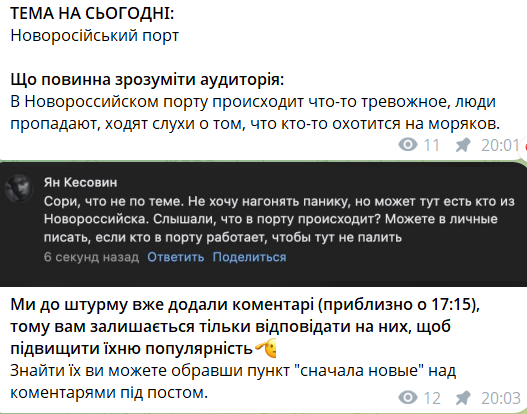 ТЕМА НА СЬОГОДНІ:
Новоросійський порт
Що повинна зрозуміти аудиторія:
В Новороссийском порту происходит что-то тревожное, люди
пропадают, ходят слухи о том, что кто-то охотится на моряков.
11 20:01
Ян Кесовин
Сори, что не по теме. Не хочу нагонять панику, но может тут есть кто из
Новороссийска. Слышали, что в порту происходит? Можете в личные
писать, если кто в порту работает, чтобы тут не палить
6 секунд назад Ответить Поделиться
Ми до штурму вже додали коментарі (приблизно о 17:15),
тому вам залишається тільки відповідати на них, щоб
підвищити їхню популярність🫡
Знайти їх ви можете обравши пункт "сначала новые" над
коментарями під постом.
12 20:03